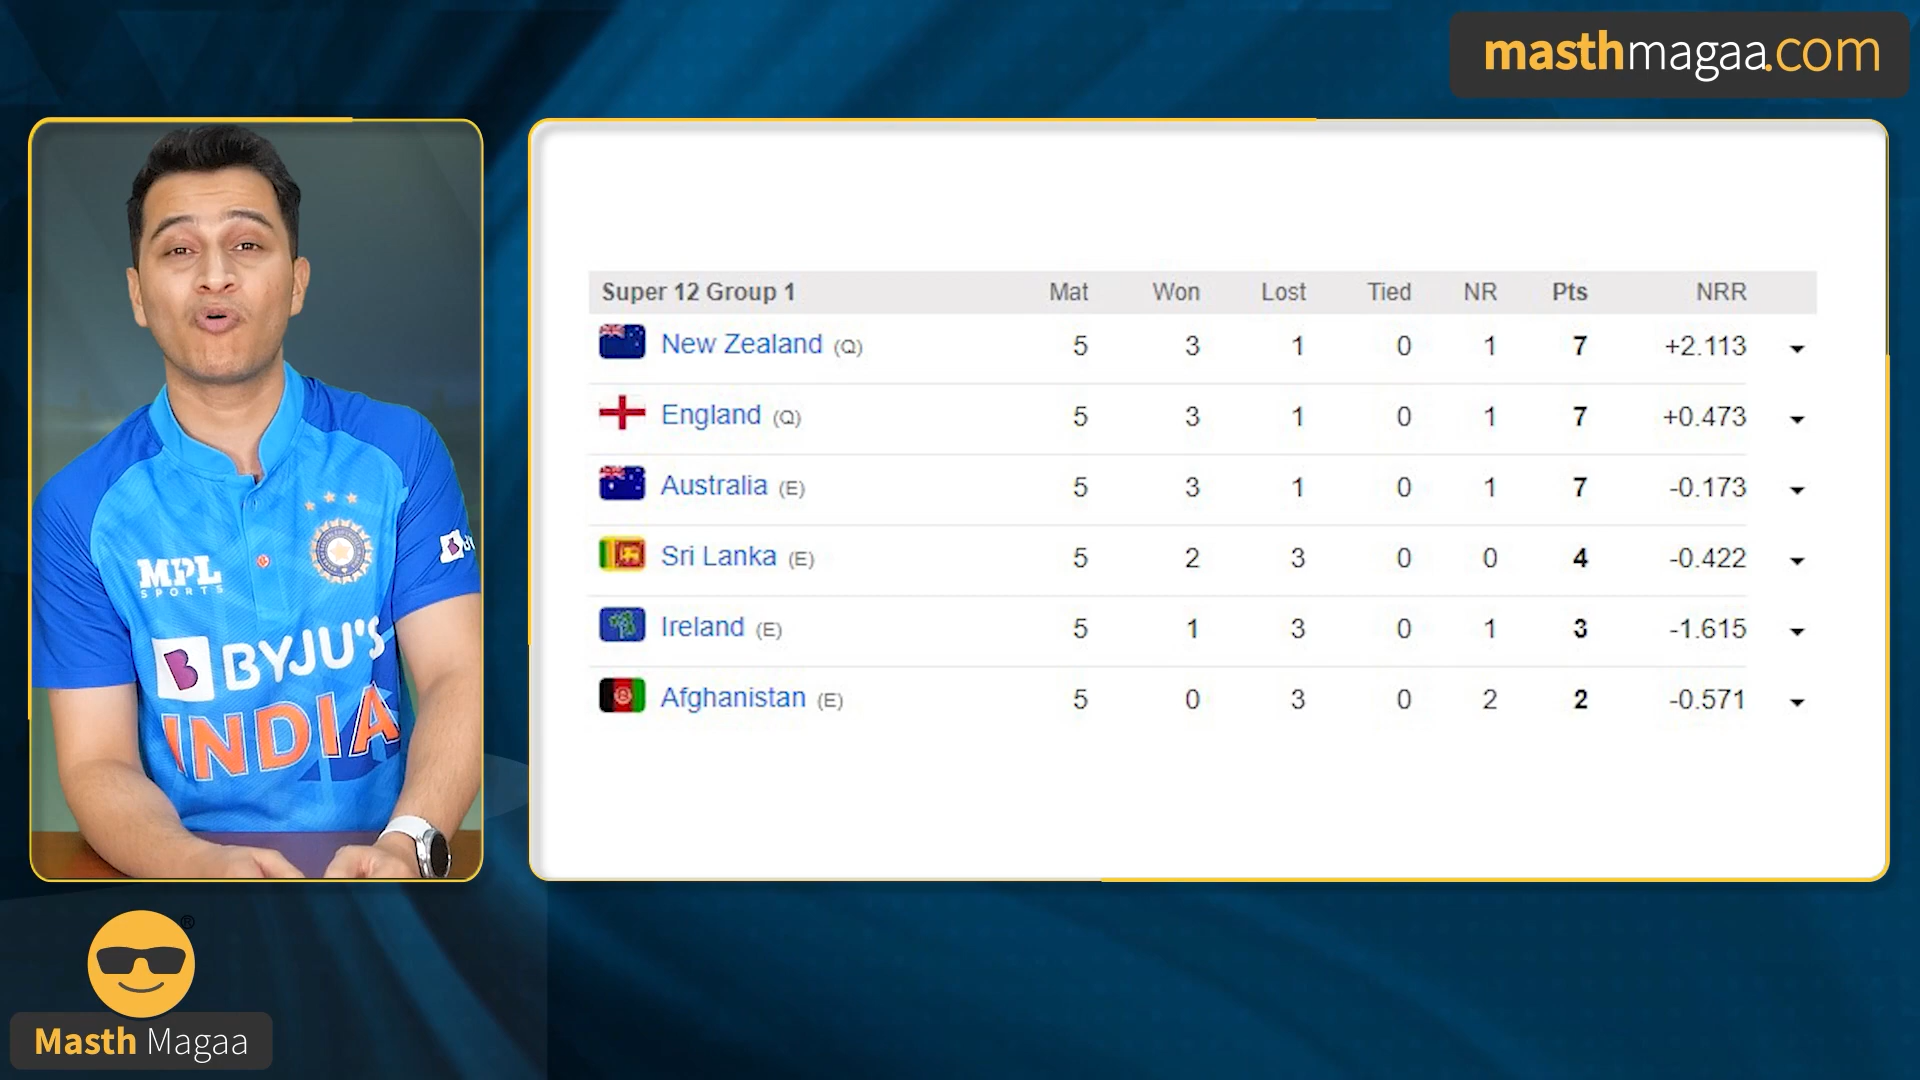 masthmagaa.com
MPL
SPORTS
BYJU'S
INDIA
Super 12 Group 1 Mat Won Lost Tied NR Pts NRR
New Zealand (Q) 5 3 1 0 1 7 +2.113
England (Q) 5 3 1 0 1 7 +0.473
Australia (E) 5 3 1 0 1 7 -0.173
Sri Lanka (E) 5 2 3 0 0 4 -0.422
Ireland (E) 5 1 3 0 1 3 -1.615
Afghanistan (E) 5 0 3 0 2 2 -0.571
®
Masth Magaa